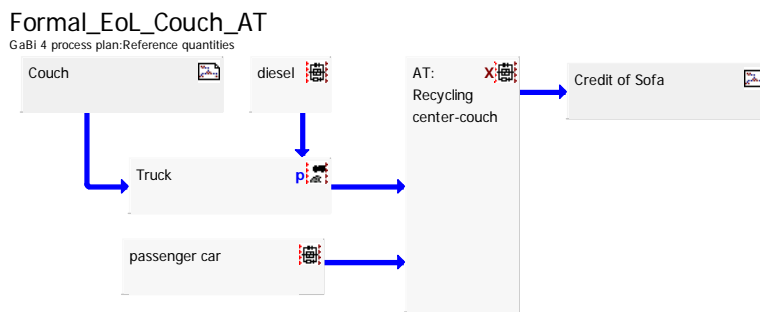 Formal_EoL_Couch_AT
GaBi 4 process plan:Reference quantities
Couch
diesel
AT:
Recycling
center-couch
X
Credit of Sofa
Truck
p
passenger car